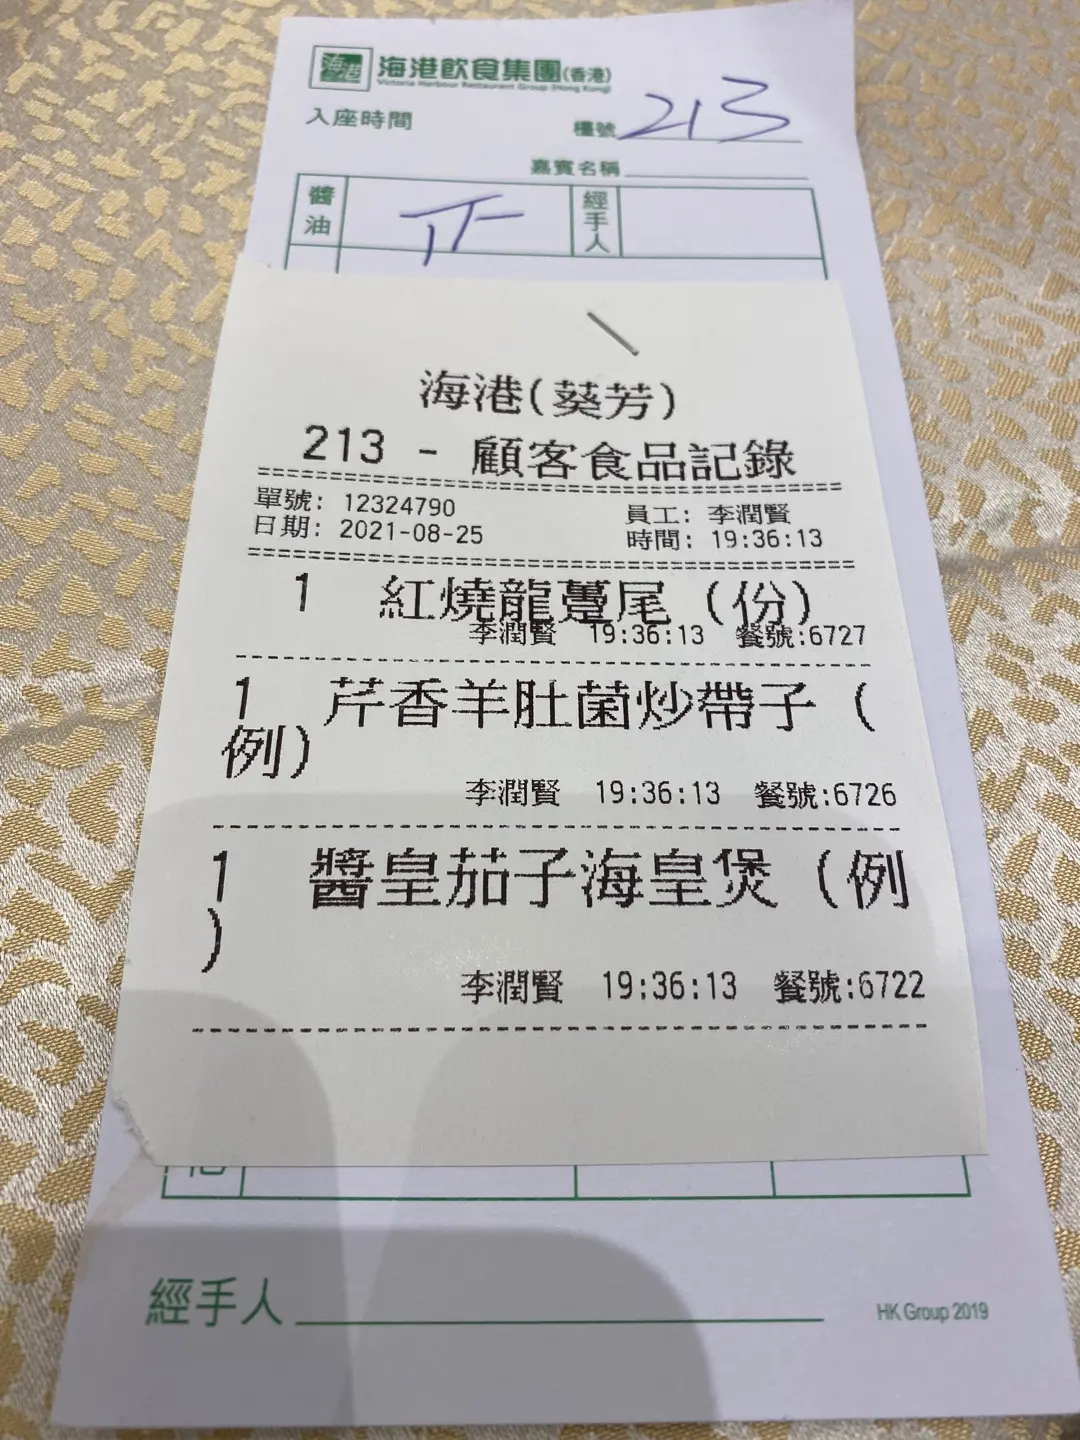 海港
海港飲食集團(香港)
Victoria Harbour Restaurant Group (Hong Kong)
入座時間
檯號 213
嘉賓名稱
醬油
經手人
海港(葵芳)
213 - 顧客食品記錄
單號: 12324790 員工: 李潤賢
日期: 2021-08-25 時間: 19:36:13
1 紅燒龍躉尾 (份)
李潤賢 19:36:13 餐號:6727
1 芹香羊肚菌炒帶子 (
例)
李潤賢 19:36:13 餐號:6726
1 醬皇茄子海皇煲 (例
)
李潤賢 19:36:13 餐號:6722
經手人
HK Group 2019